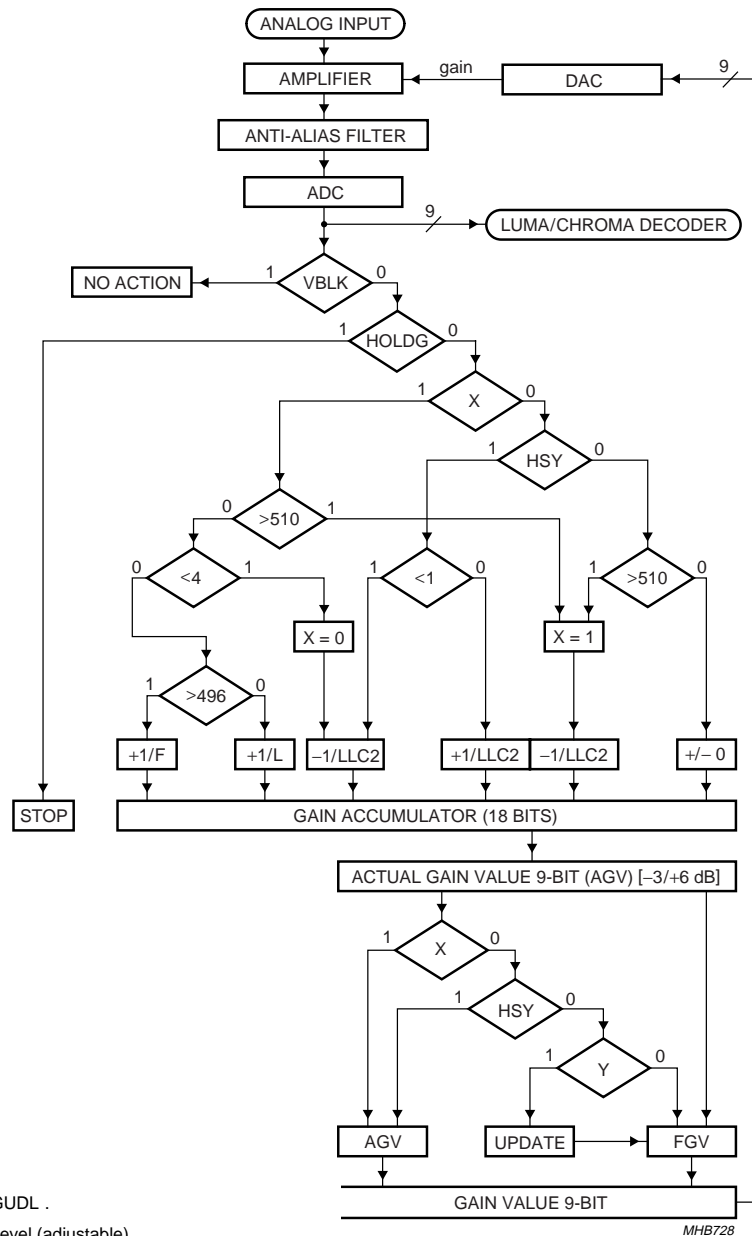 ANALOG INPUT
AMPLIFIER
gain
DAC
9
ANTI-ALIAS FILTER
ADC
9
LUMA/CHROMA DECODER
NO ACTION
1
VBLK
0
1
HOLDG
0
1
X
0
1
HSY
0
0
>510
1
0
<4
1
1
<1
0
1
>510
0
X = 0
X = 1
1
>496
0
+1/F
+1/L
−1/LLC2
+1/LLC2
−1/LLC2
+/− 0
STOP
GAIN ACCUMULATOR (18 BITS)
ACTUAL GAIN VALUE 9-BIT (AGV) [−3/+6 dB]
1
X
0
1
HSY
0
1
Y
0
AGV
UPDATE
FGV
GUDL .
GAIN VALUE 9-BIT
level (adjustable)
MHB728